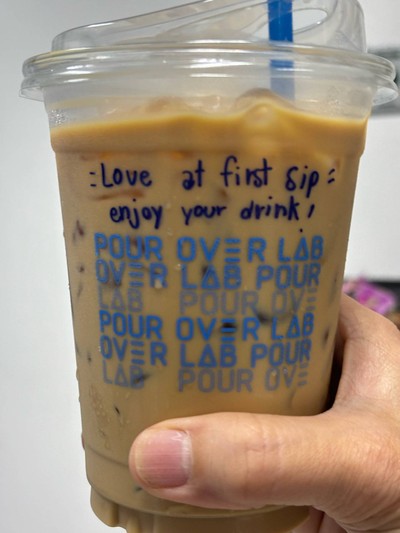 =Love at first sip=
enjoy your drink!
POUR OVER LAB
OVER LAB POUR
LAB POUR OVE
POUR OVER LAB
OVER LAB POUR
LAB POUR OVE